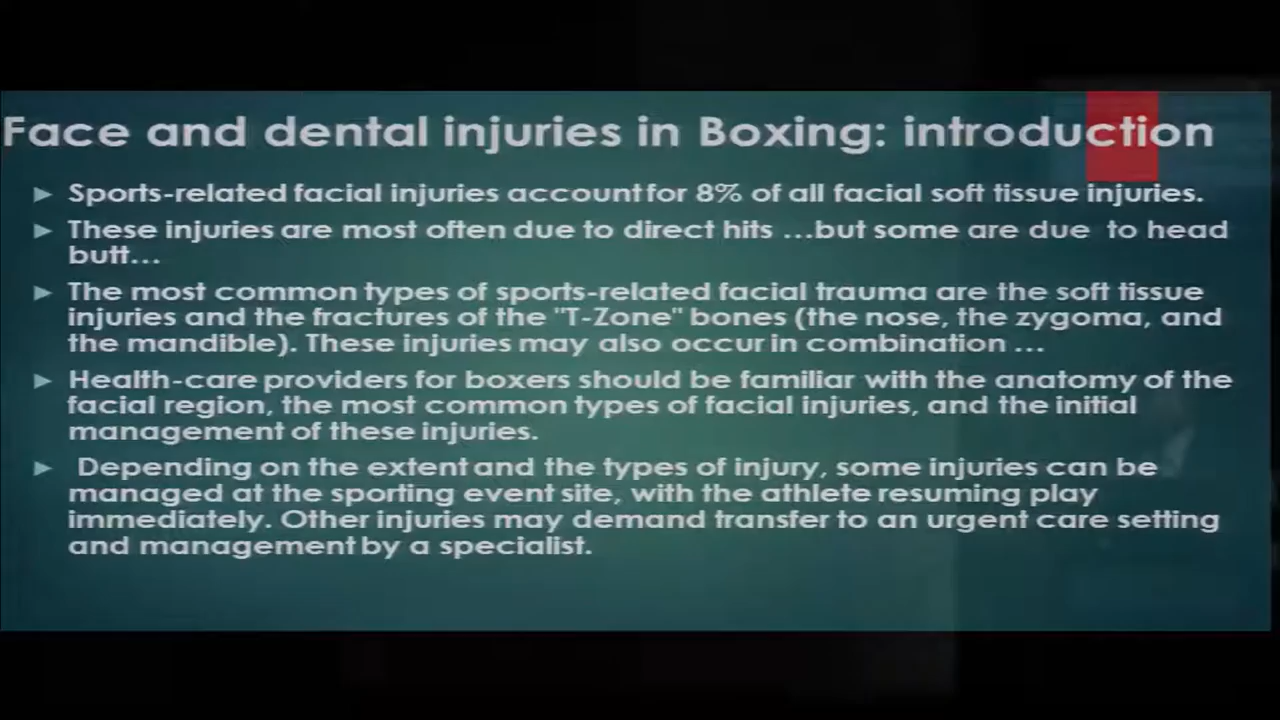 Face and dental injuries in Boxing: introduction
Sports-related facial injuries account for 8% of all facial soft tissue injuries.
These injuries are most often due to direct hits ...but some are due to head
butt...
The most common types of sports-related facial trauma are the soft tissue
injuries and the fractures of the "T-Zone" bones (the nose, the zygoma, and
the mandible). These injuries may also occur in combination ...
Health-care providers for boxers should be familiar with the anatomy of the
facial region, the most common types of facial injuries, and the initial
management of these injuries.
Depending on the extent and the types of injury, some injuries can be
managed at the sporting event site, with the athlete resuming play
immediately. Other injuries may demand transfer to an urgent care setting
and management by a specialist.